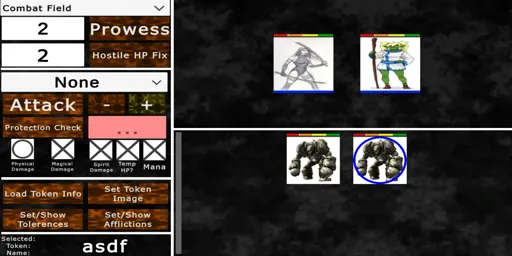 Combat Field
2
Prowess
2
Hostile HP Fix
None
Attack
-
+
Protection Check
...
Physical Damage
Magical Damage
Spirit Damage
Temp HP?
Mana
Load Token Info
Set Token Image
Set/Show Tolerences
Set/Show Afflictions
Selected:
Token:
Name:
asdf